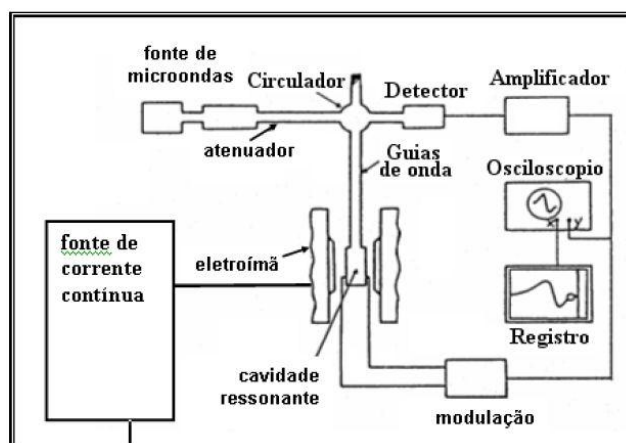 fonte de
microondas
Circulador
Detector
Amplificador
atenuador
Guias
de onda
Osciloscopio
x y
fonte de
corrente
contínua
eletroímã
Registro
cavidade
ressonante
modulação